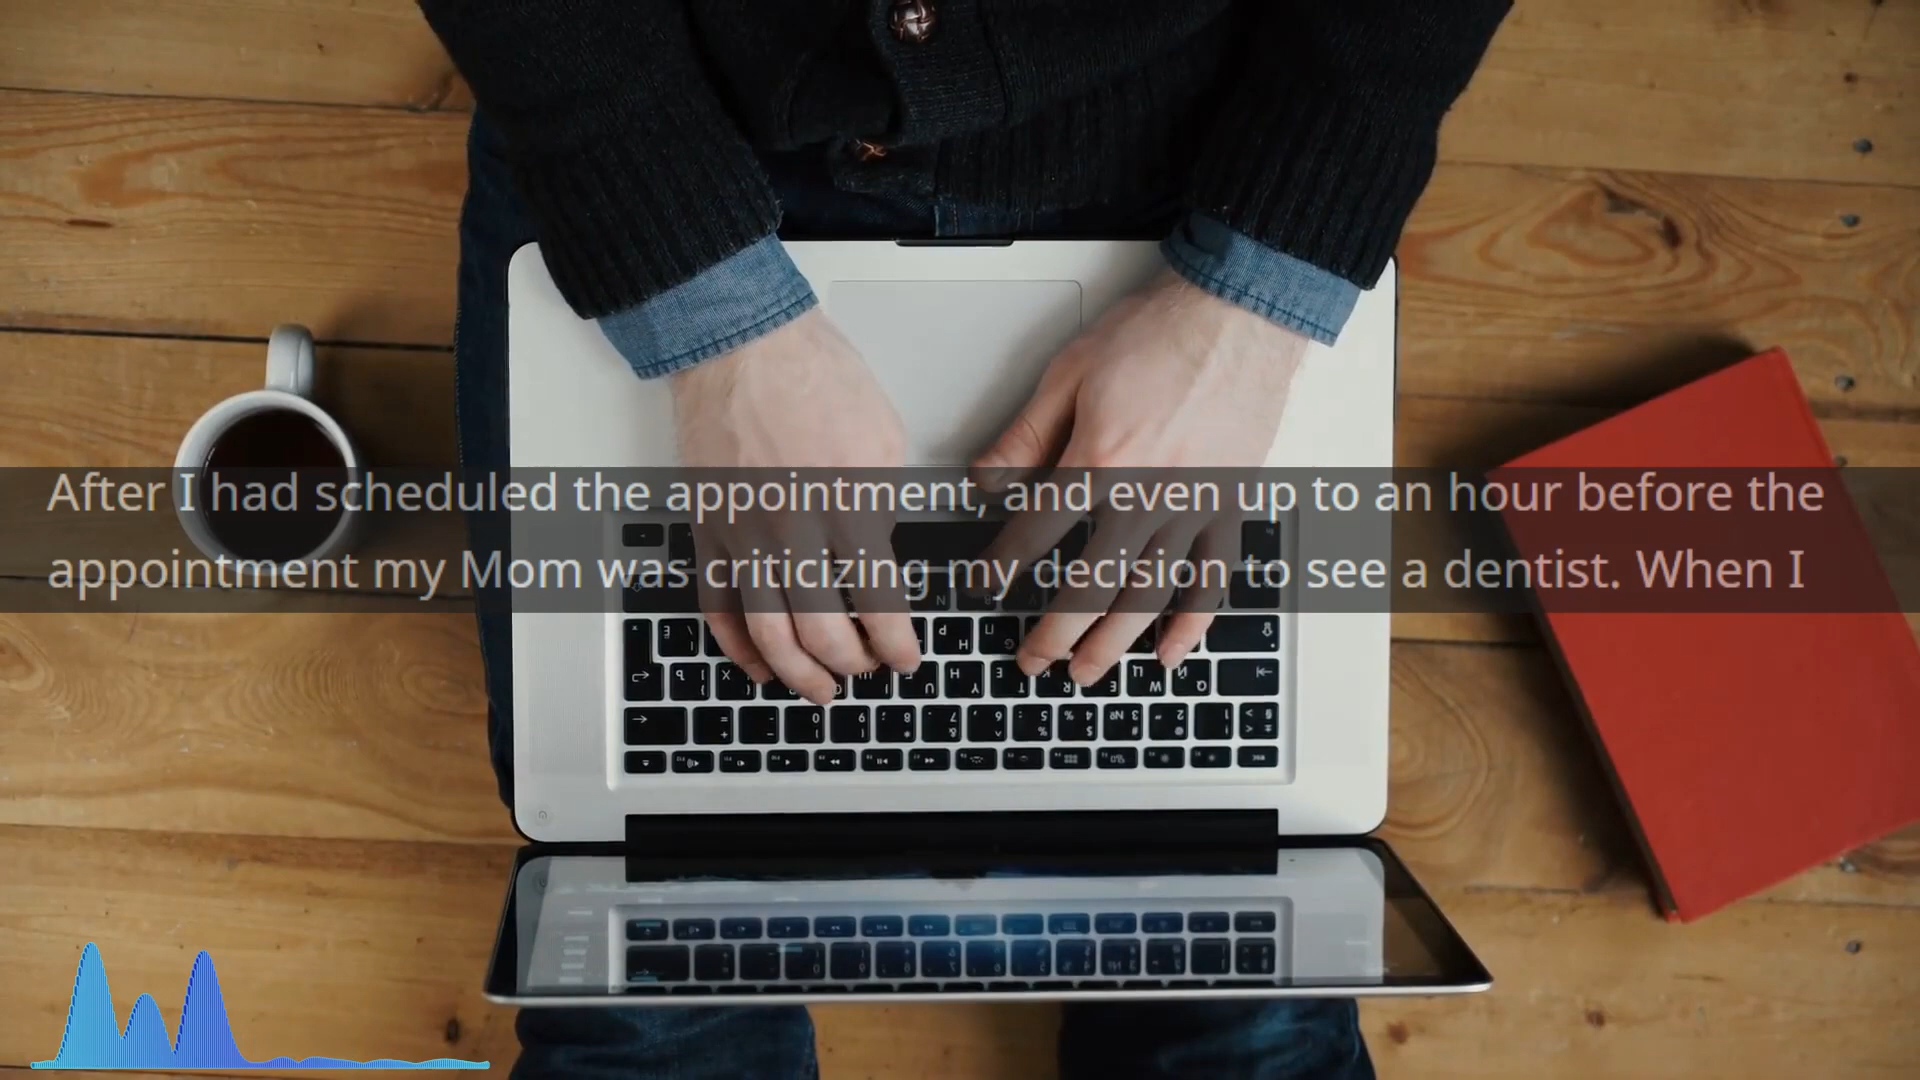 After I had scheduled the appointment, and even up to an hour before the
appointment my Mom was criticizing my decision to see a dentist. When I